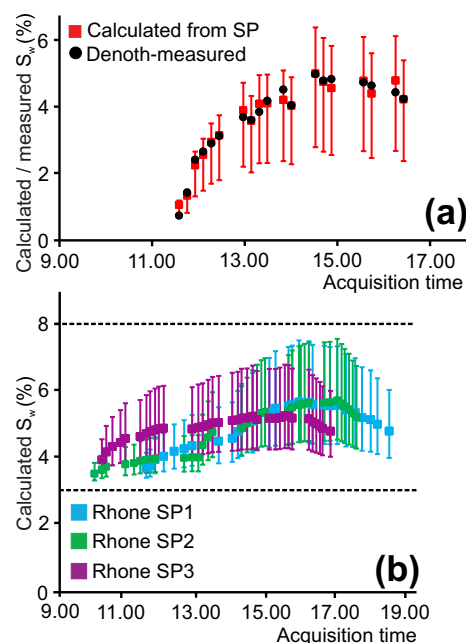 Calculated / measured Sw (%)
6
4
2
0
Calculated from SP
Denoth-measured
(a)
9.00 11.00 13.00 15.00 17.00
Acquisition time
Calculated Sw (%)
8
6
4
2
0
Rhone SP1
Rhone SP2
Rhone SP3
(b)
9.00 11.00 13.00 15.00 17.00 19.00
Acquisition time